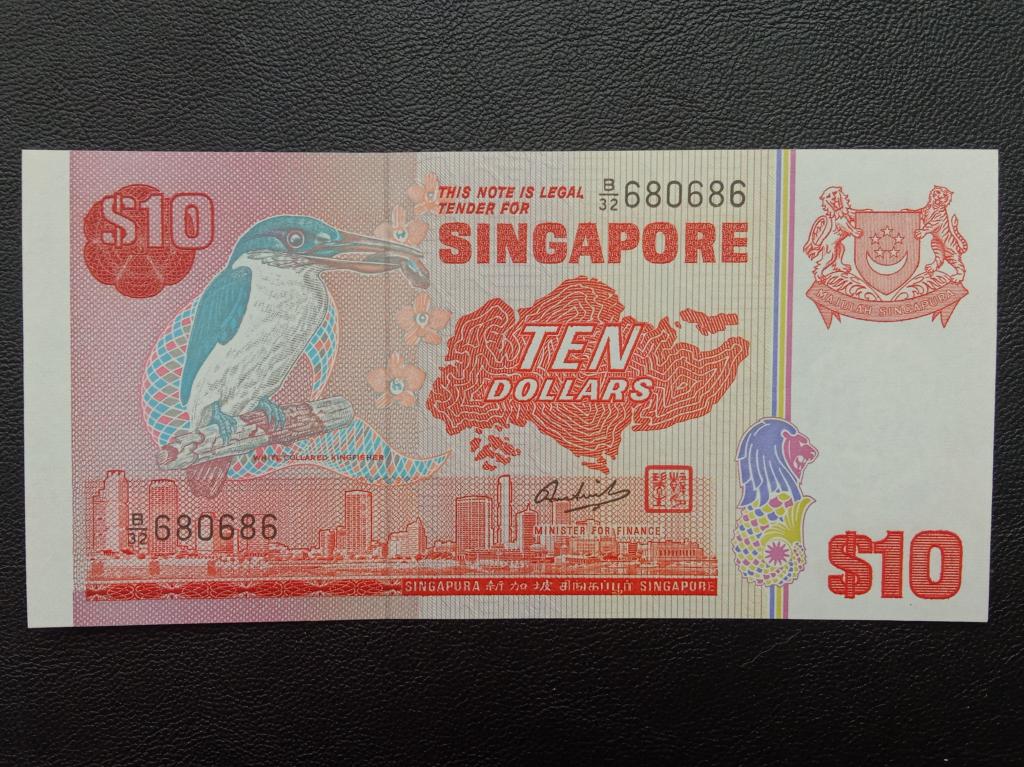 $10
THIS NOTE IS LEGAL
TENDER FOR
B/32 680686
SINGAPORE
MAJULAH SINGAPURA
TEN
DOLLARS
WHITE COLLARED KINGFISHER
B/32 680686
MINISTER FOR FINANCE
SINGAPURA 新加坡 சிங்கப்பூர் SINGAPORE
$10